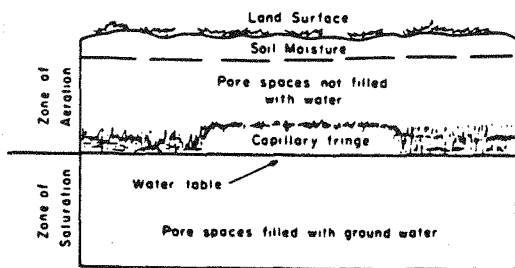 Land Surface
Soil Moisture
Zone of
Aeration
Pore spaces not filled
with water
Capillary fringe
Water table
Zone of
Saturation
Pore spaces filled with ground water